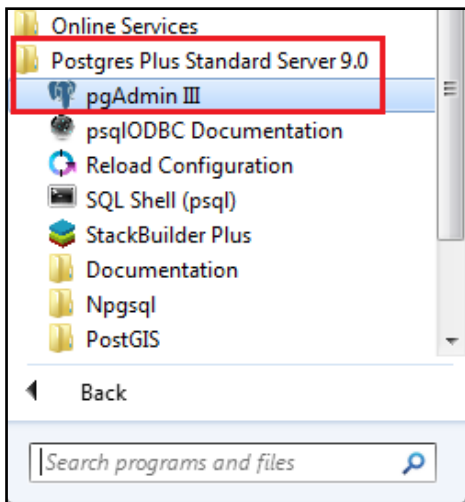 Online Services
Postgres Plus Standard Server 9.0
pgAdmin III
psqlODBC Documentation
Reload Configuration
SQL Shell (psql)
StackBuilder Plus
Documentation
Npgsql
PostGIS
Back
Search programs and files